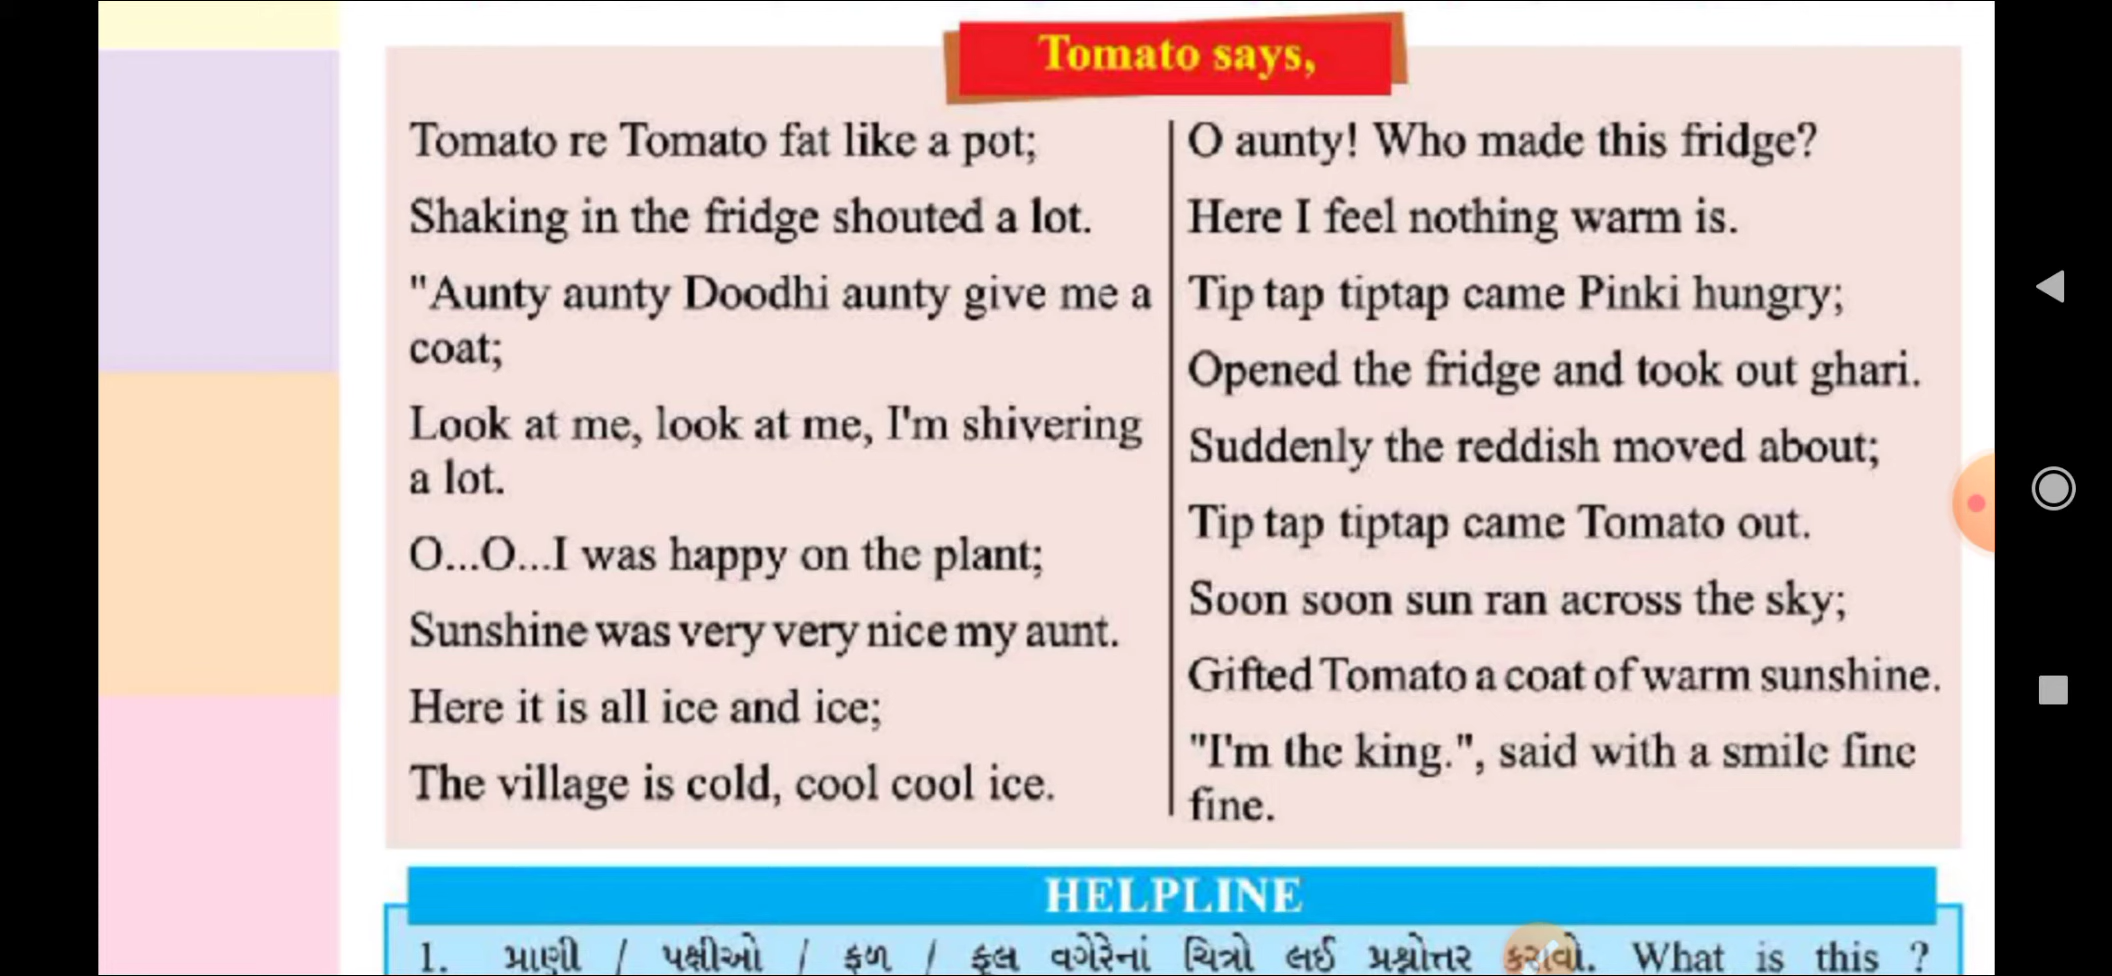 Tomato says,
Tomato re Tomato fat like a pot;
Shaking in the fridge shouted a lot.
"Aunty aunty Doodhi aunty give me a
coat;
Look at me, look at me, I'm shivering
a lot.
O...O...I was happy on the plant;
Sunshine was very very nice my aunt.
Here it is all ice and ice;
The village is cold, cool cool ice.
O aunty! Who made this fridge?
Here I feel nothing warm is.
Tip tap tiptap came Pinki hungry;
Opened the fridge and took out ghari.
Suddenly the reddish moved about;
Tip tap tiptap came Tomato out.
Soon soon sun ran across the sky;
Gifted Tomato a coat of warm sunshine.
"I'm the king.", said with a smile fine
fine.
HELPLINE
1. પ્રાણી / પક્ષીઓ / ફળ / ફૂલ વગેરેનાં ચિત્રો લઈ પ્રશ્નોત્તર કરાવો. What is this ?